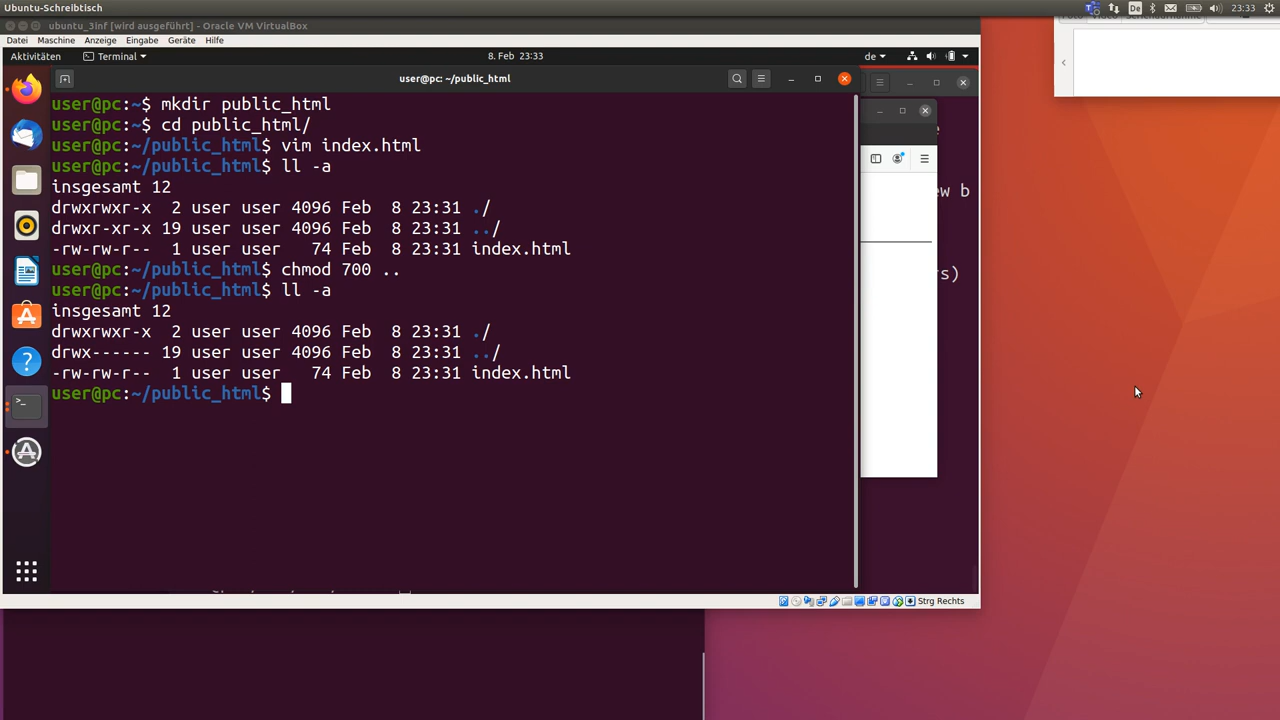 Ubuntu-Schreibtisch
De
23:33
ubuntu_3inf [wird ausgeführt] - Oracle VM VirtualBox
Datei Maschine Anzeige Eingabe Geräte Hilfe
Aktivitäten
Terminal
8. Feb 23:33
de
user@pc: ~/public_html
user@pc:~$ mkdir public_html
user@pc:~$ cd public_html/
user@pc:~/public_html$ vim index.html
user@pc:~/public_html$ ll -a
insgesamt 12
drwxrwxr-x 2 user user 4096 Feb 8 23:31 ./
drwxr-xr-x 19 user user 4096 Feb 8 23:31 ../
-rw-rw-r-- 1 user user 74 Feb 8 23:31 index.html
user@pc:~/public_html$ chmod 700 ..
user@pc:~/public_html$ ll -a
insgesamt 12
drwxrwxr-x 2 user user 4096 Feb 8 23:31 ./
drwx------ 19 user user 4096 Feb 8 23:31 ../
-rw-rw-r-- 1 user user 74 Feb 8 23:31 index.html
user@pc:~/public_html$
ew b
s)
Strg Rechts